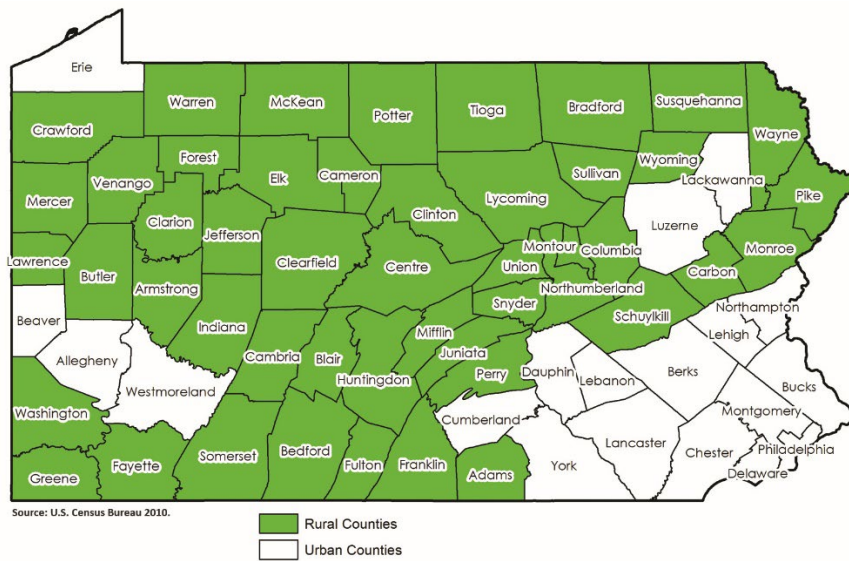 Erie
Warren
McKean
Potter
Tioga
Bradford
Susquehanna
Crawford
Wayne
Forest
Wyoming
Venango
Elk
Cameron
Sullivan
Lackawanna
Mercer
Lycoming
Pike
Clarion
Clinton
Luzerne
Jefferson
Lawrence
Montour
Columbia
Monroe
Clearfield
Centre
Union
Butler
Carbon
Armstrong
Northumberland
Snyder
Northampton
Beaver
Schuylkill
Indiana
Mifflin
Lehigh
Allegheny
Cambria
Blair
Juniata
Huntingdon
Perry
Dauphin
Berks
Lebanon
Westmoreland
Bucks
Washington
Cumberland
Montgomery
Lancaster
Philadelphia
Somerset
Bedford
Chester
Fayette
Fulton
Franklin
Adams
York
Greene
Delaware
Source: U.S. Census Bureau 2010.
Rural Counties
Urban Counties